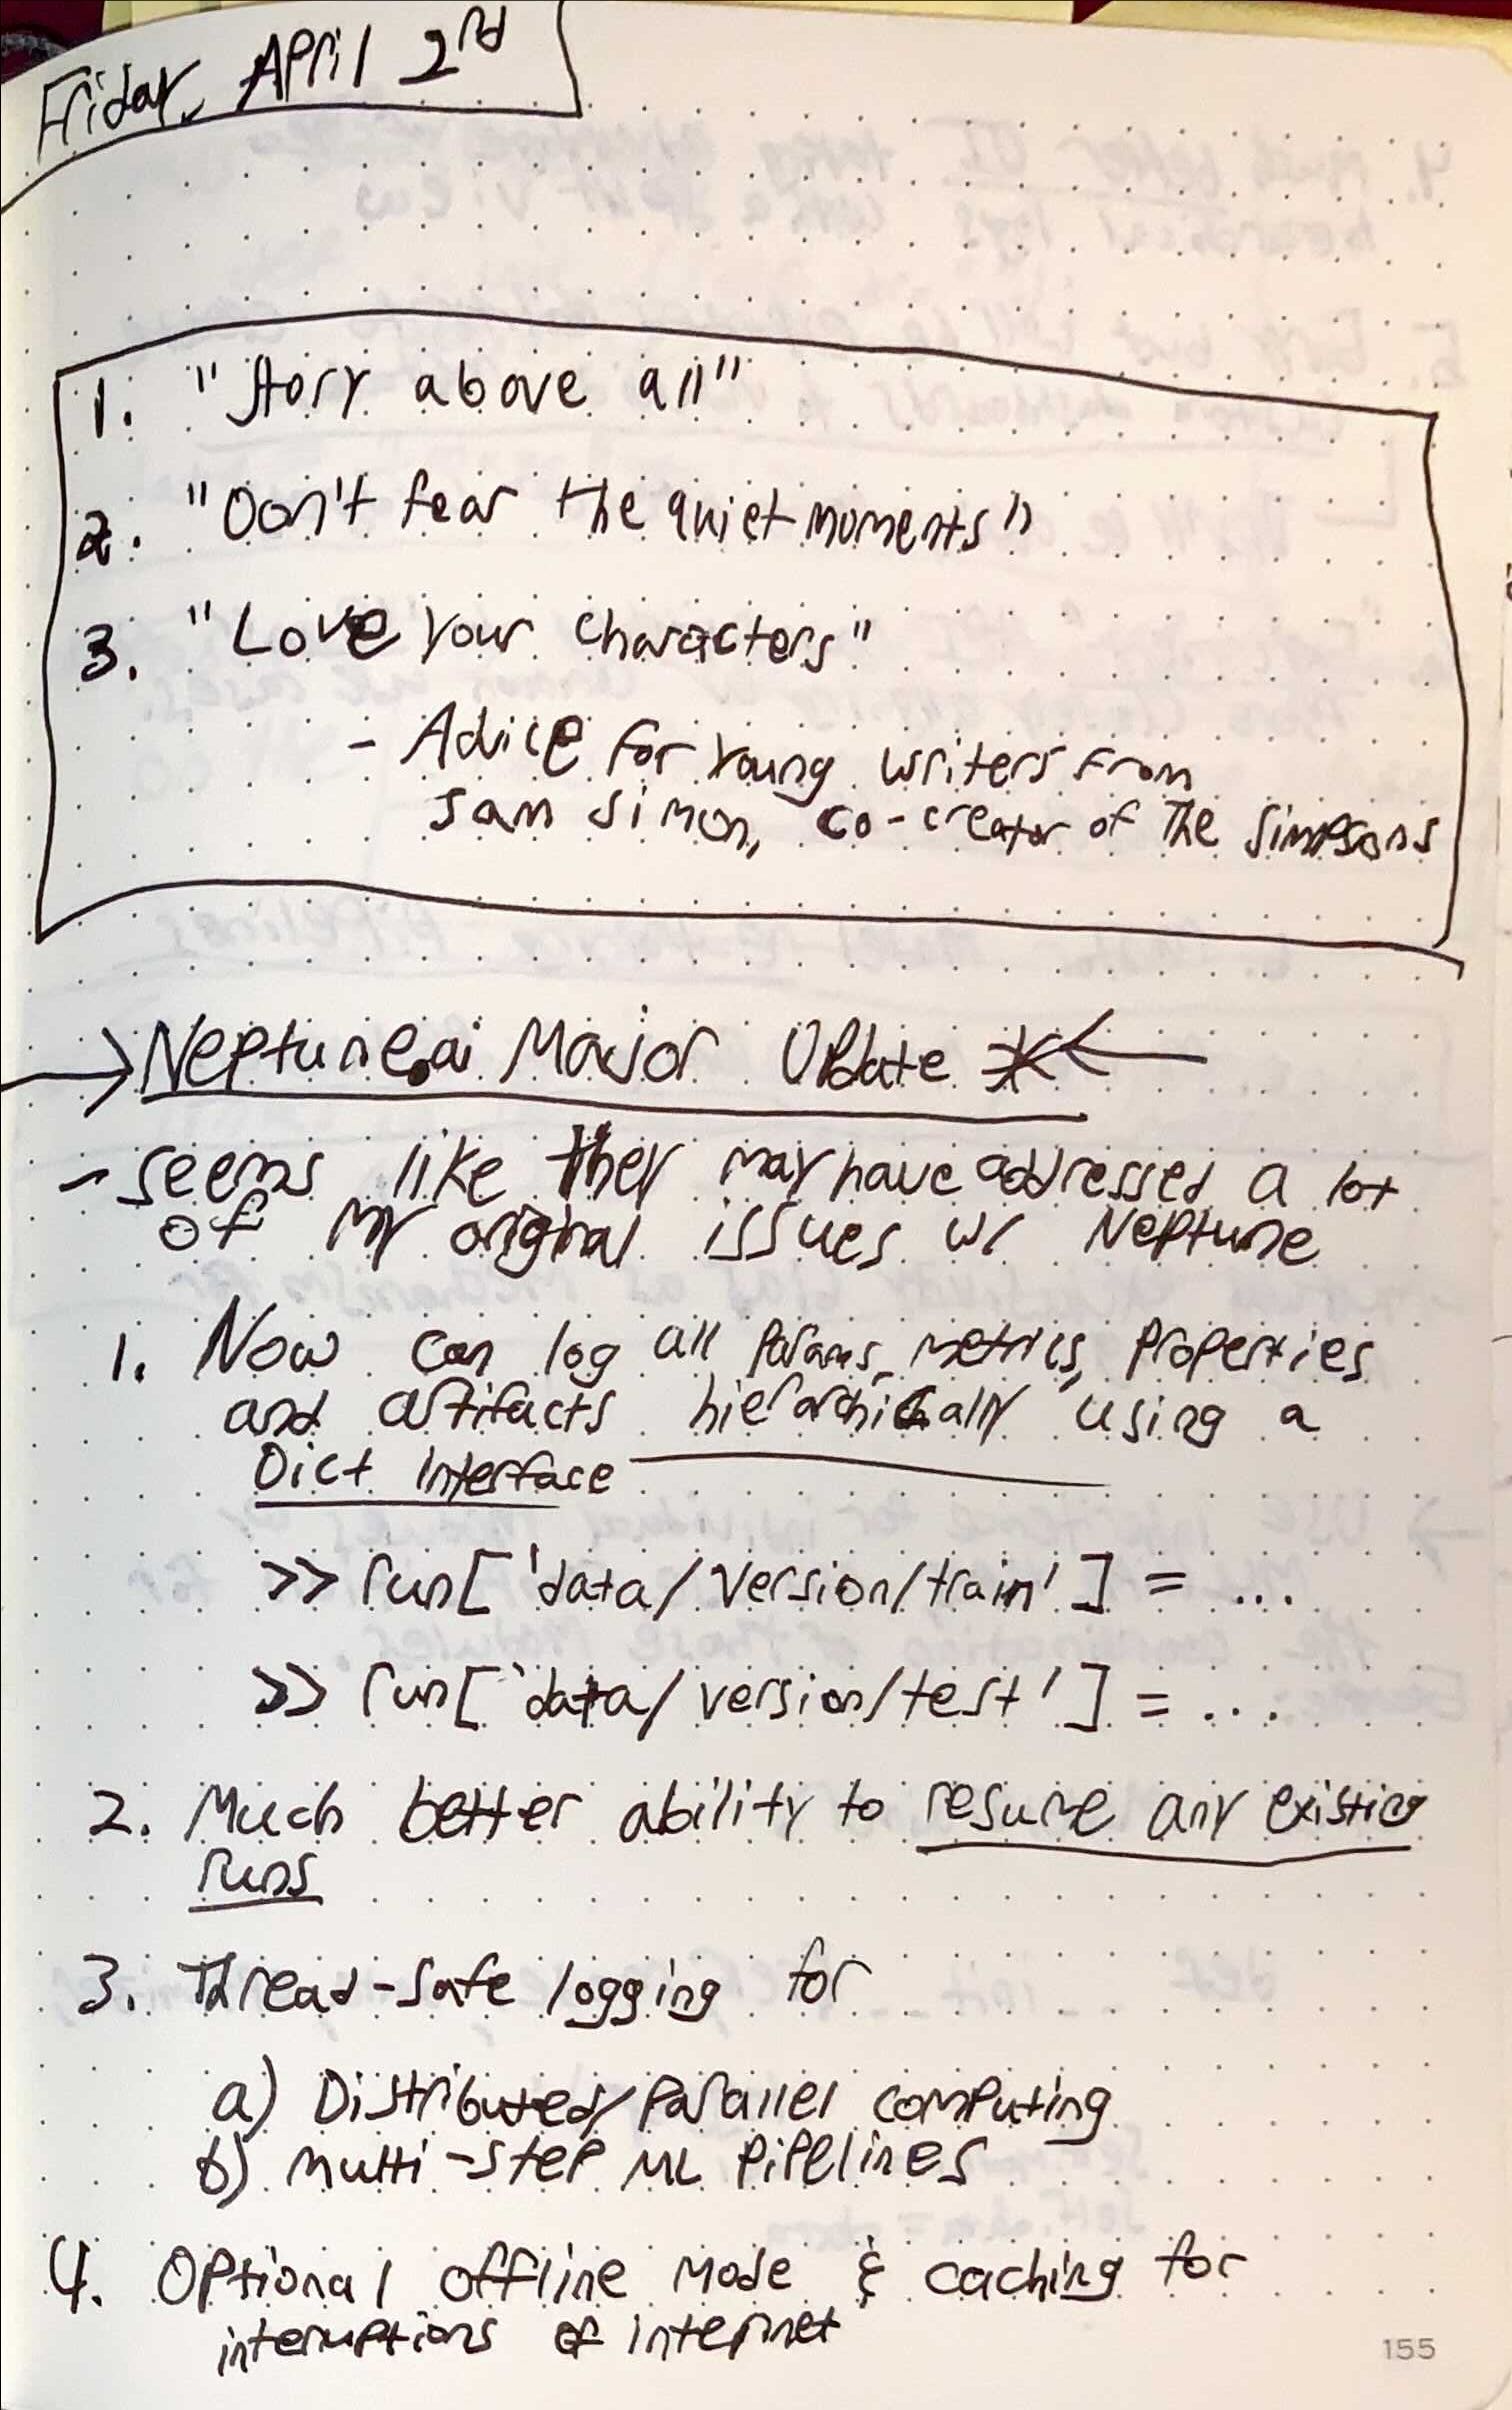 Friday, April 2nd
1. "Story above all"
2. "Don't fear the quiet moments"
3. "Love your characters"
- Advice for young writers from
Sam Simon, co-creator of The Simpsons
→ Neptune.ai Major Update * ←
- seems like they may have addressed a lot
of my original issues w/ Neptune
1. Now can log all params, metrics, properties
and artifacts hierarchically using a
Dict Interface
>> run['data/version/train'] = ...
>> run['data/version/test'] = ...
2. Much better ability to resume any existing
runs
3. Thread-safe logging for
a) Distributed/Parallel computing
b) multi-step ML pipelines
4. Optional offline mode & caching for
interruptions of internet
155